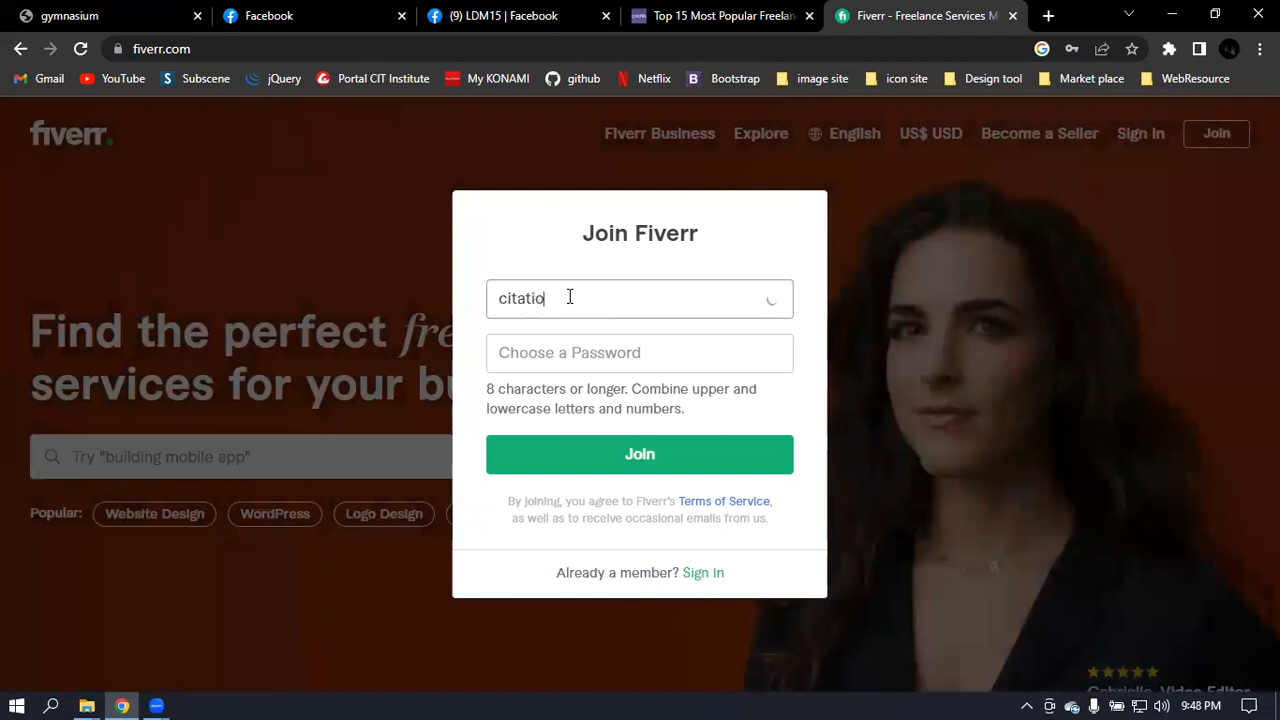 gymnasium
Facebook
(9) LDM15 | Facebook
Top 15 Most Popular Freelan
Fiverr - Freelance Services M
fiverr.com
Gmail
YouTube
Subscene
jQuery
Portal CIT Institute
My KONAMI
github
Netflix
Bootstrap
image site
icon site
Design tool
Market place
WebResource
fiverr.
Fiverr Business
Explore
English
US$ USD
Become a Seller
Sign In
Join
Join Fiverr
citatio
Choose a Password
8 characters or longer. Combine upper and
lowercase letters and numbers.
Join
By joining, you agree to Fiverr's Terms of Service,
as well as to receive occasional emails from us.
Already a member? Sign In
Find the perfect fre
services for your bu
Try "building mobile app"
Popular:
Website Design
WordPress
Logo Design
Gabrielle, Video Editor
9:48 PM